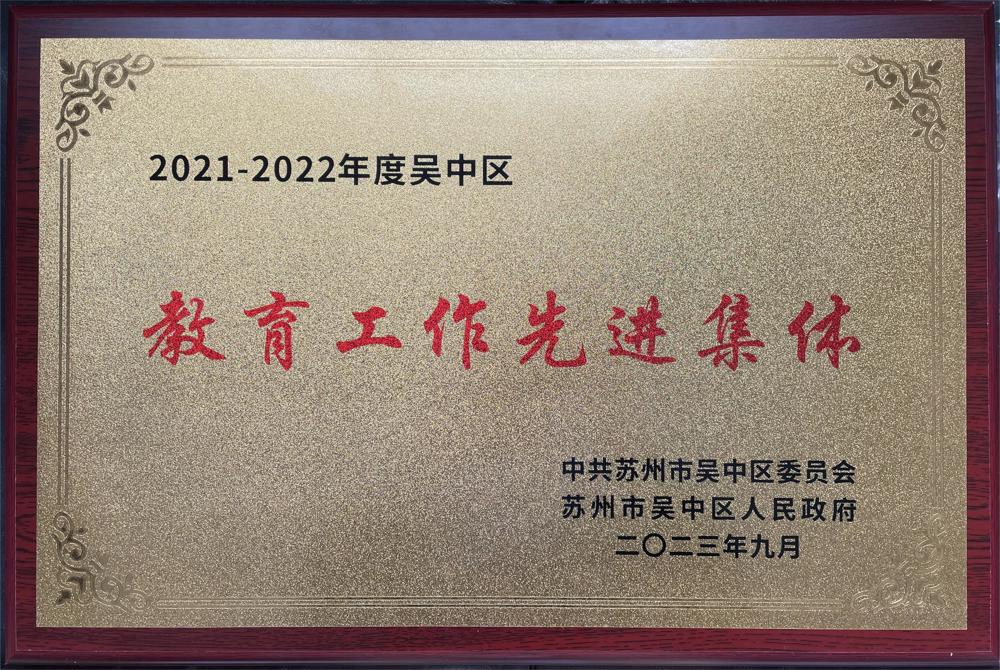 2021-2022年度吴中区
教育工作先进集体
中共苏州市吴中区委员会
苏州市吴中区人民政府
二〇二三年九月